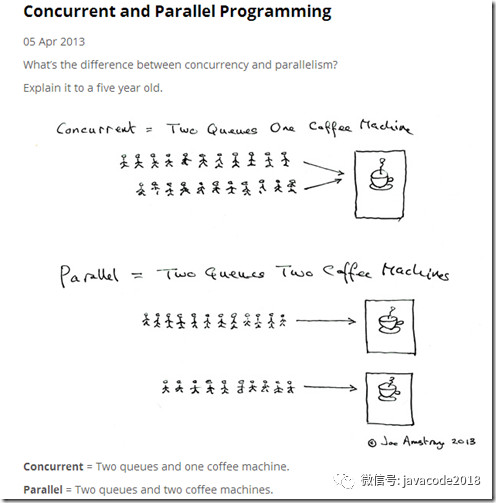 Concurrent and Parallel Programming
05 Apr 2013
What's the difference between concurrency and parallelism?
Explain it to a five year old.
Concurrent = Two Queues One Coffee Machine
Parallel = Two Queues Two Coffee Machines
© Joe Armstrong 2013
Concurrent = Two queues and one coffee machine.
Parallel = Two queues and two coffee machines.
微信号: javacode2018